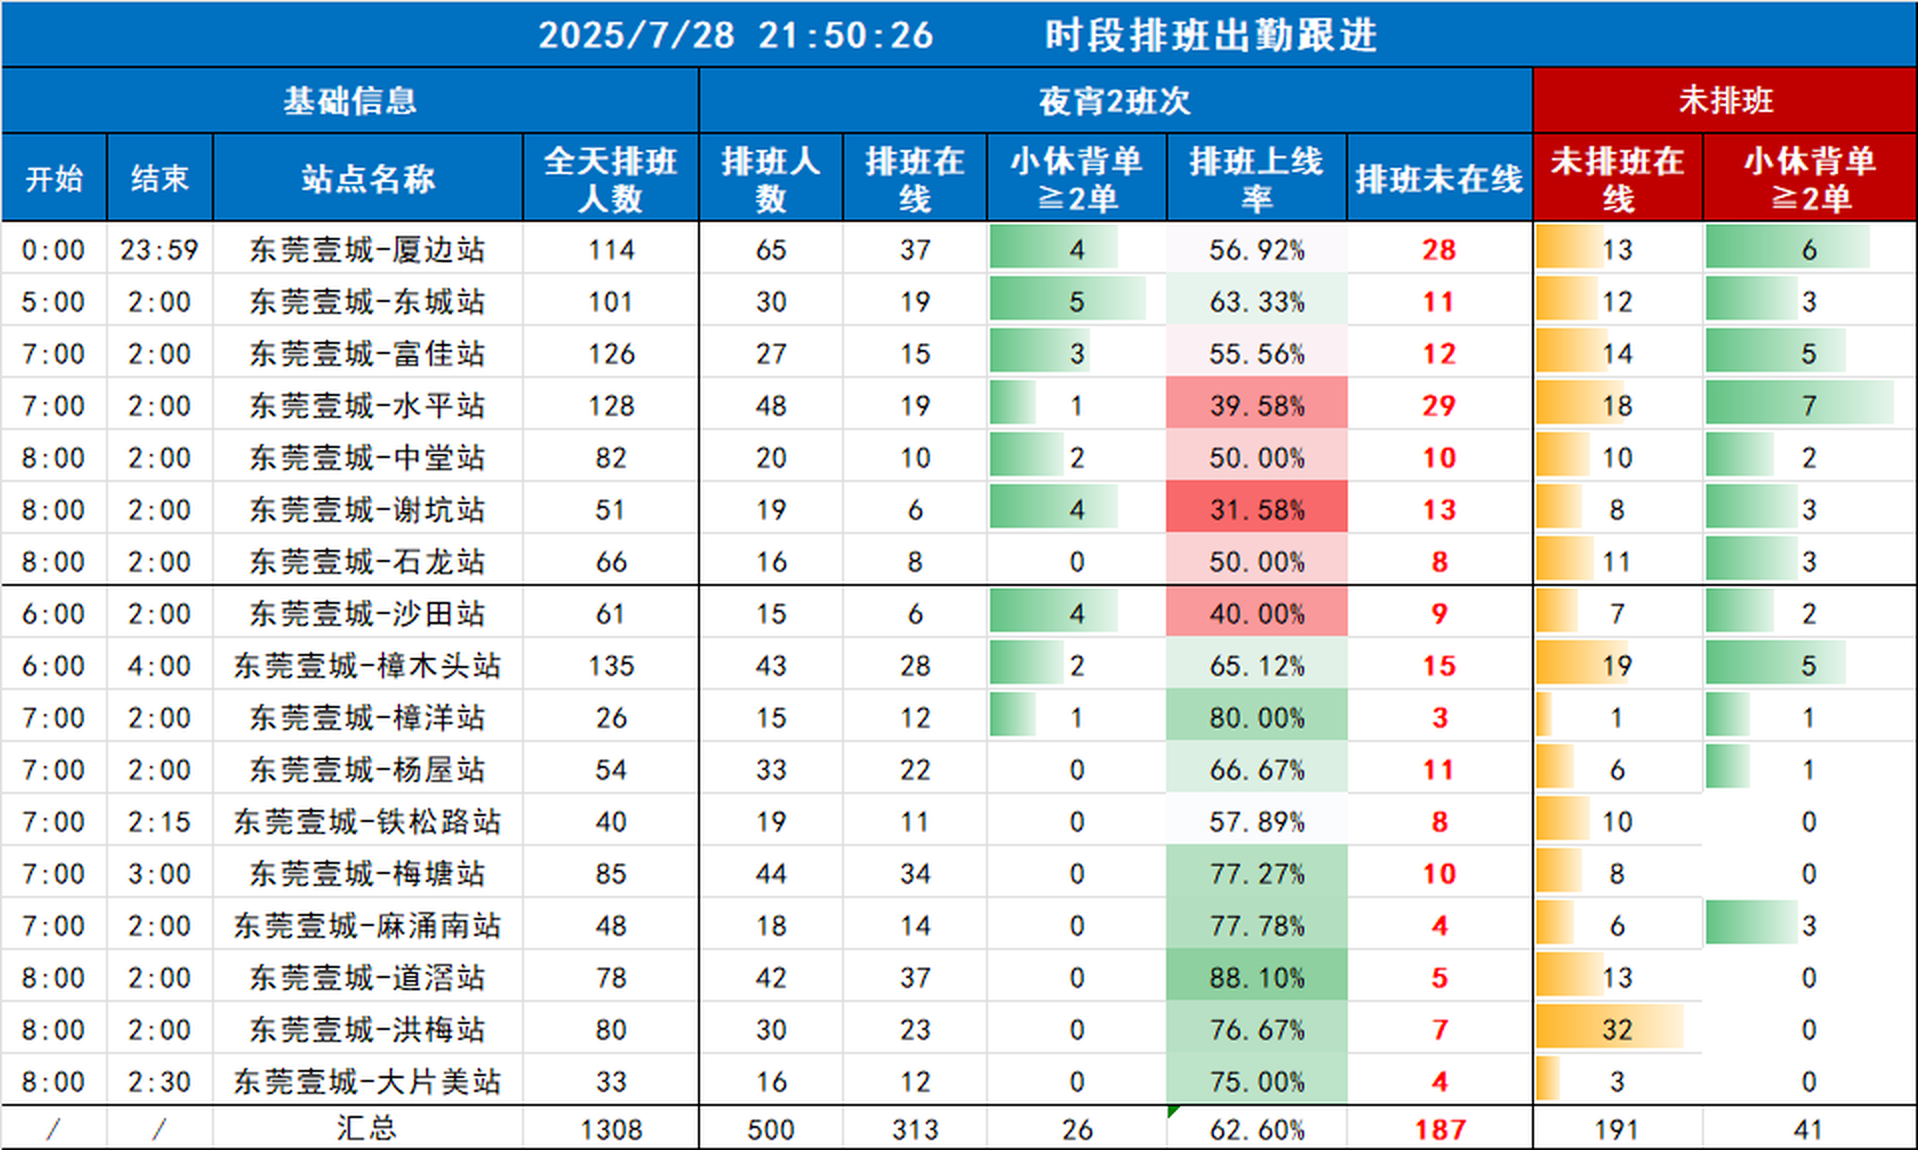 2025/7/28 21:50:26 时段排班出勤跟进
基础信息 夜宵2班次 未排班
开始 结束 站点名称 全天排班人数 排班人数 排班在线 小休背单≧2单 排班上线率 排班未在线 未排班在线 小休背单≧2单
0:00 23:59 东莞壹城-厦边站 114 65 37 4 56.92% 28 13 6
5:00 2:00 东莞壹城-东城站 101 30 19 5 63.33% 11 12 3
7:00 2:00 东莞壹城-富佳站 126 27 15 3 55.56% 12 14 5
7:00 2:00 东莞壹城-水平站 128 48 19 1 39.58% 29 18 7
8:00 2:00 东莞壹城-中堂站 82 20 10 2 50.00% 10 10 2
8:00 2:00 东莞壹城-谢坑站 51 19 6 4 31.58% 13 8 3
8:00 2:00 东莞壹城-石龙站 66 16 8 0 50.00% 8 11 3
6:00 2:00 东莞壹城-沙田站 61 15 6 4 40.00% 9 7 2
6:00 4:00 东莞壹城-樟木头站 135 43 28 2 65.12% 15 19 5
7:00 2:00 东莞壹城-樟洋站 26 15 12 1 80.00% 3 1 1
7:00 2:00 东莞壹城-杨屋站 54 33 22 0 66.67% 11 6 1
7:00 2:15 东莞壹城-铁松路站 40 19 11 0 57.89% 8 10 0
7:00 3:00 东莞壹城-梅塘站 85 44 34 0 77.27% 10 8 0
7:00 2:00 东莞壹城-麻涌南站 48 18 14 0 77.78% 4 6 3
8:00 2:00 东莞壹城-道滘站 78 42 37 0 88.10% 5 13 0
8:00 2:00 东莞壹城-洪梅站 80 30 23 0 76.67% 7 32 0
8:00 2:30 东莞壹城-大片美站 33 16 12 0 75.00% 4 3 0
/ / 汇总 1308 500 313 26 62.60% 187 191 41